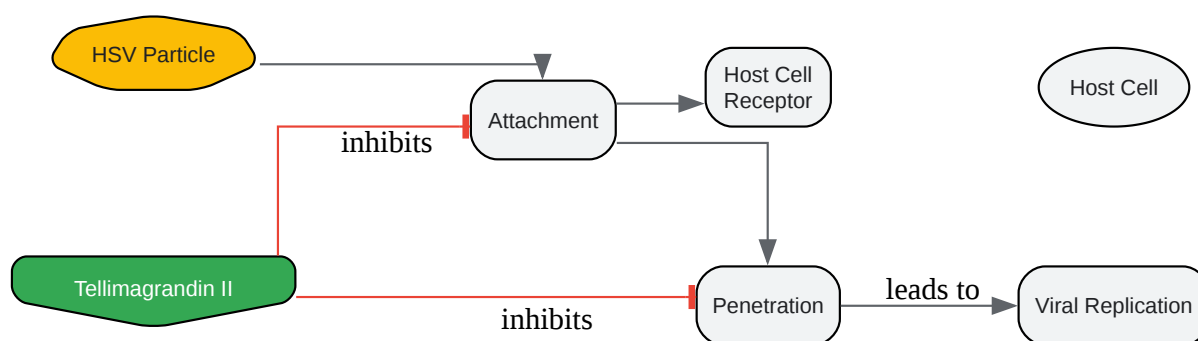 HSV Particle
Host Cell
Receptor
Host Cell
Attachment
inhibits
Tellimagrandin II
leads to
Penetration
Viral Replication
inhibits